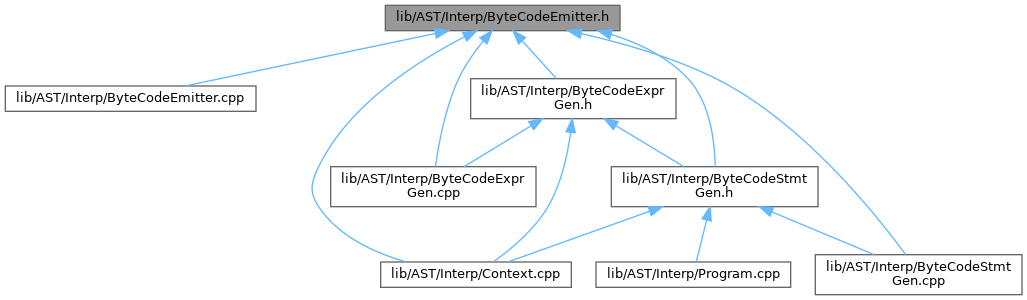 lib/AST/Interp/ByteCodeEmitter.h
lib/AST/Interp/ByteCodeEmitter.cpp
lib/AST/Interp/ByteCodeExpr
Gen.h
lib/AST/Interp/ByteCodeExpr
Gen.cpp
lib/AST/Interp/ByteCodeStmt
Gen.h
lib/AST/Interp/Context.cpp
lib/AST/Interp/Program.cpp
lib/AST/Interp/ByteCodeStmt
Gen.cpp